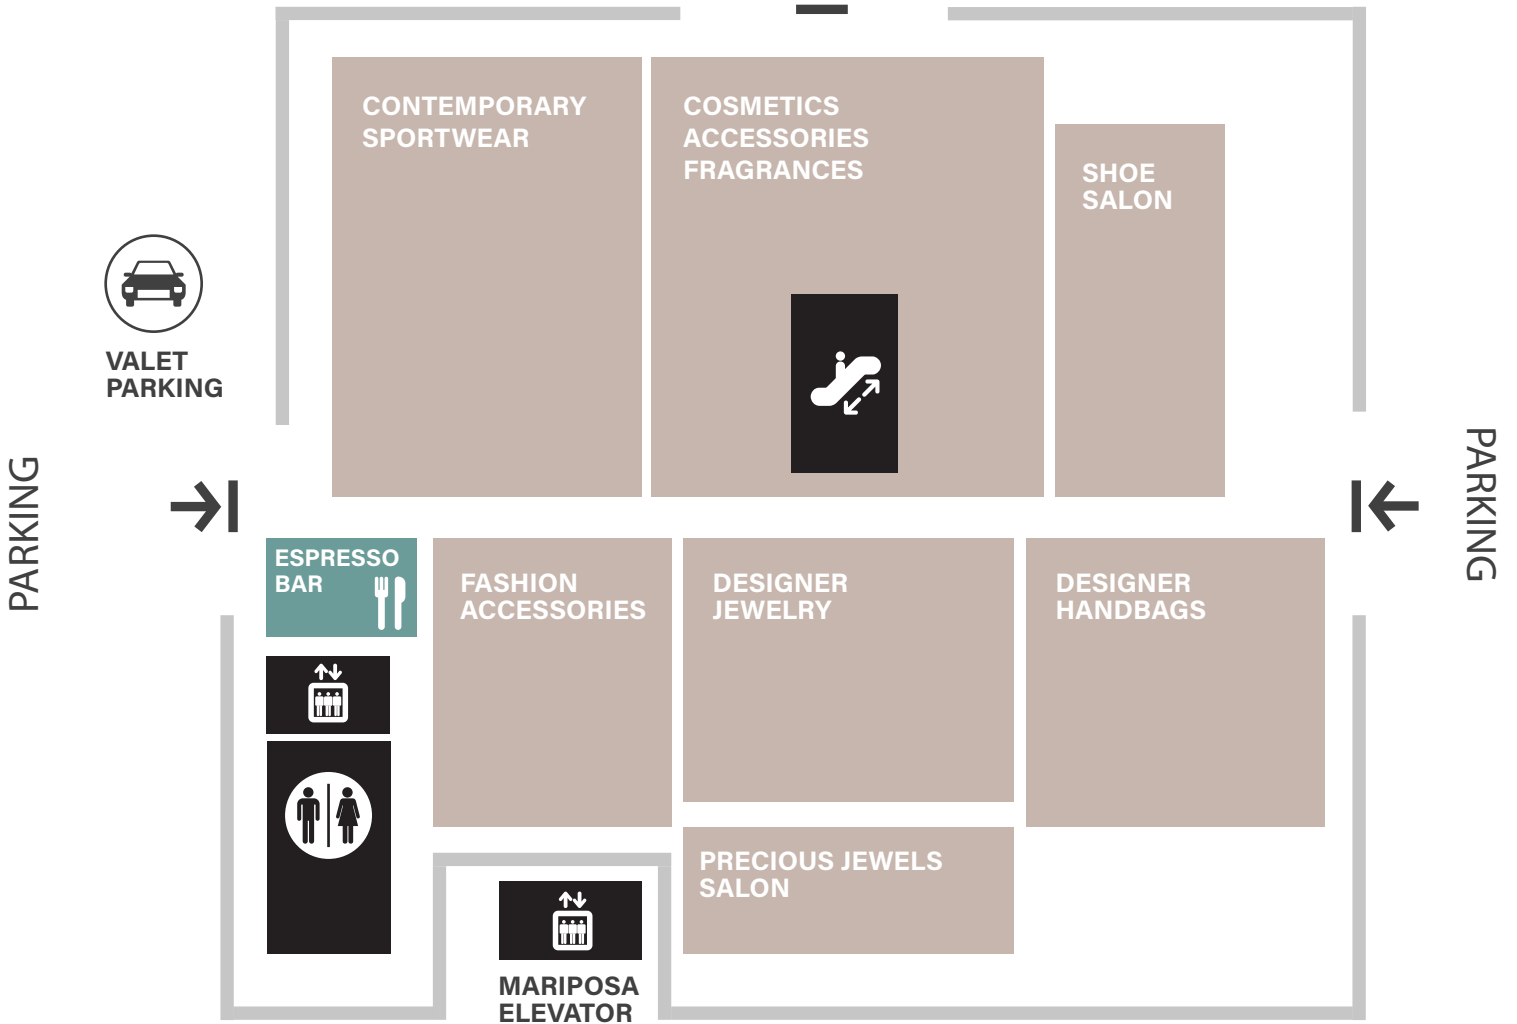 CONTEMPORARY
SPORTWEAR
COSMETICS
ACCESSORIES
FRAGRANCES
SHOE
SALON
VALET
PARKING
PARKING
PARKING
ESPRESSO
BAR
FASHION
ACCESSORIES
DESIGNER
JEWELRY
DESIGNER
HANDBAGS
PRECIOUS JEWELS
SALON
MARIPOSA
ELEVATOR